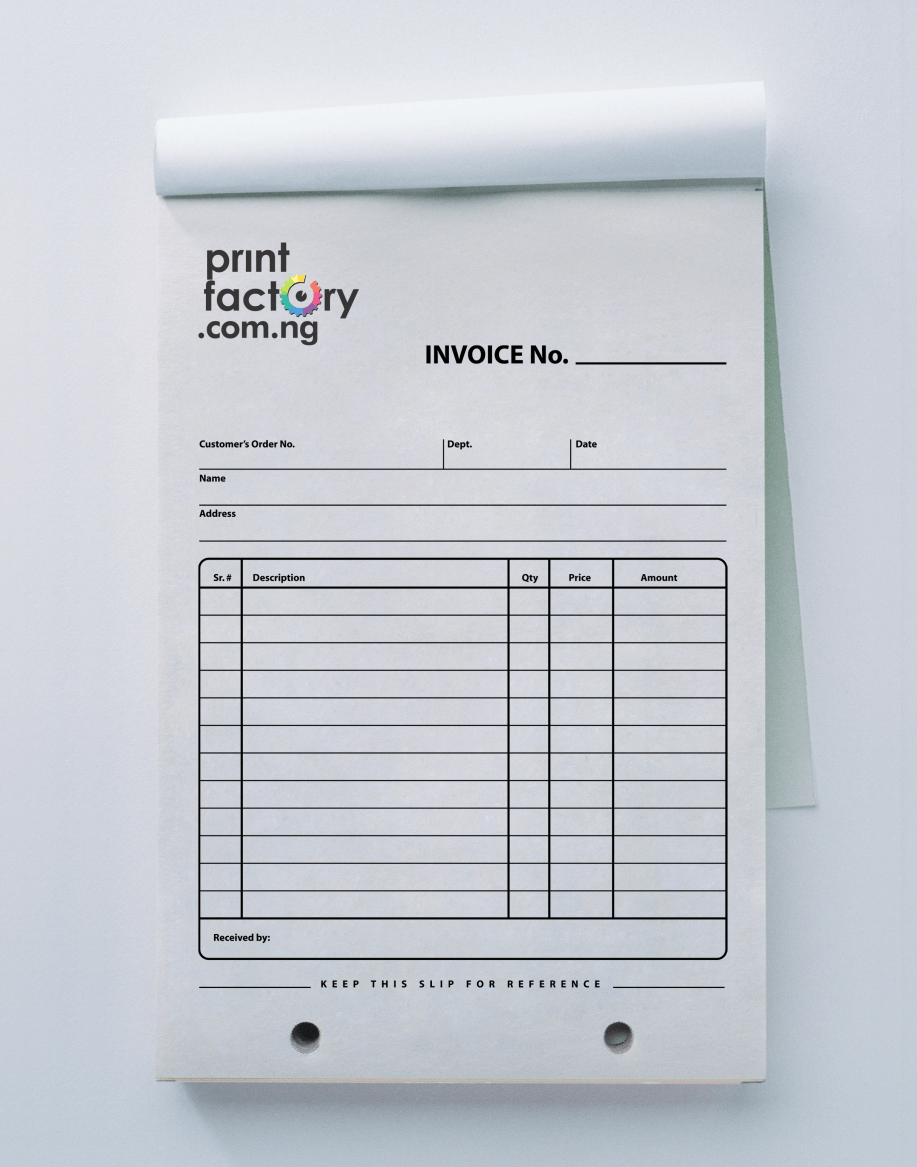 print
factory
.com.ng
INVOICE No.
Customer's Order No. Dept. Date
Name
Address
Sr. # Description Qty Price Amount
Received by:
KEEP THIS SLIP FOR REFERENCE